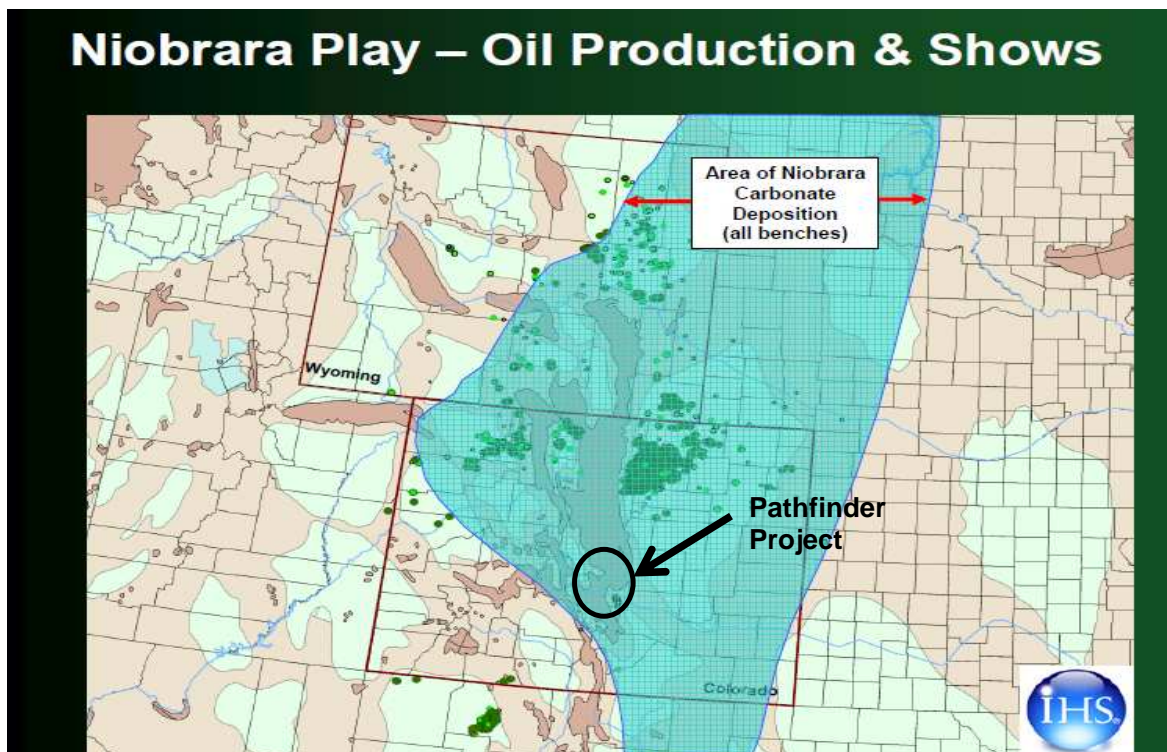 Niobrara Play – Oil Production & Shows
Area of Niobrara
Carbonate
Deposition
(all benches)
Wyoming
Pathfinder
Project
Colorado
IHS